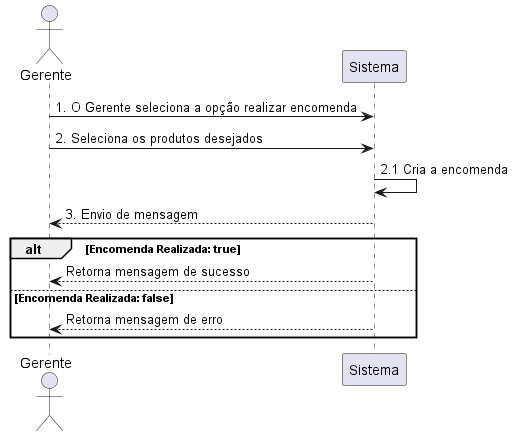 Gerente
Sistema
1. O Gerente seleciona a opção realizar encomenda
2. Seleciona os produtos desejados
2.1 Cria a encomenda
3. Envio de mensagem
alt [Encomenda Realizada: true]
Retorna mensagem de sucesso
[Encomenda Realizada: false]
Retorna mensagem de erro
Gerente
Sistema